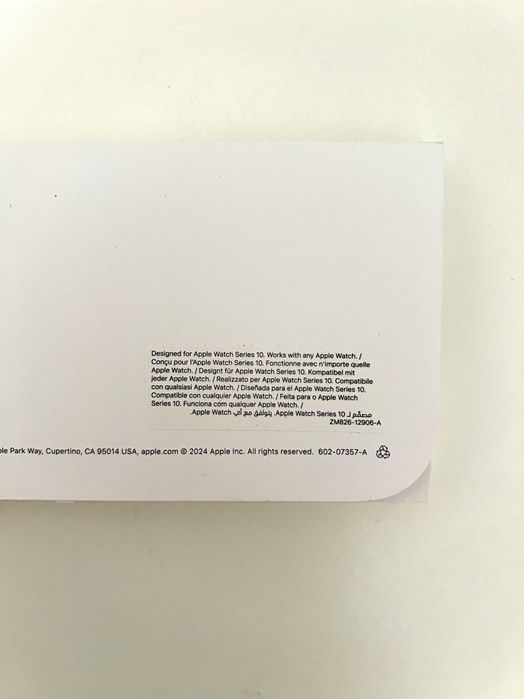 Designed for Apple Watch Series 10. Works with any Apple Watch. /
Conçu pour l'Apple Watch Series 10. Fonctionne avec n'importe quelle
Apple Watch. / Designt für Apple Watch Series 10. Kompatibel mit
jeder Apple Watch. / Realizzato per Apple Watch Series 10. Compatibile
con qualsiasi Apple Watch. / Diseñada para el Apple Watch Series 10.
Compatible con cualquier Apple Watch. / Feita para o Apple Watch
Series 10. Funciona com qualquer Apple Watch. /
مصمَّم لـ Apple Watch Series 10. يتوافق مع أي Apple Watch.
ZM826-12906-A
Park Way, Cupertino, CA 95014 USA, apple.com © 2024 Apple Inc. All rights reserved. 602-07357-A